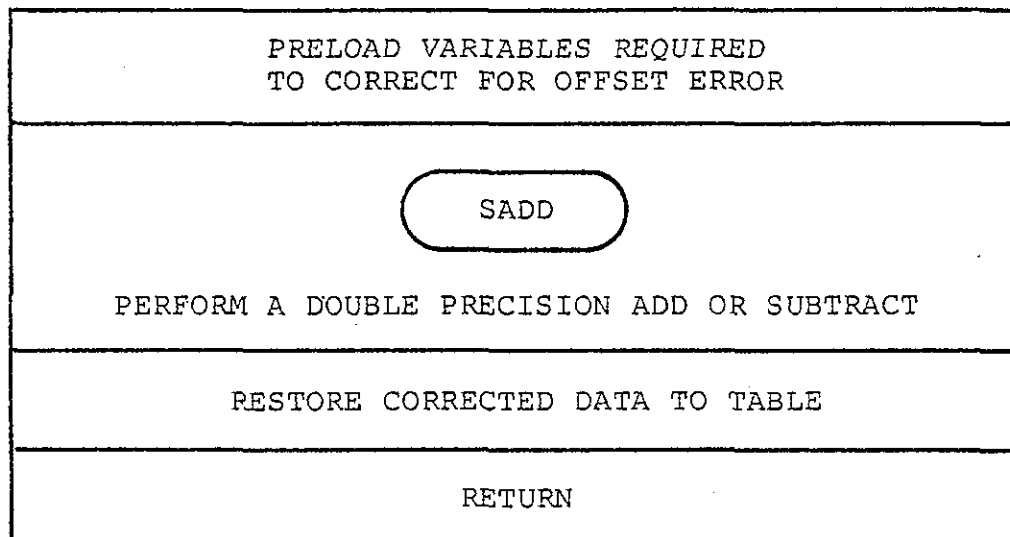 PRELOAD VARIABLES REQUIRED
TO CORRECT FOR OFFSET ERROR
SADD
PERFORM A DOUBLE PRECISION ADD OR SUBTRACT
RESTORE CORRECTED DATA TO TABLE
RETURN